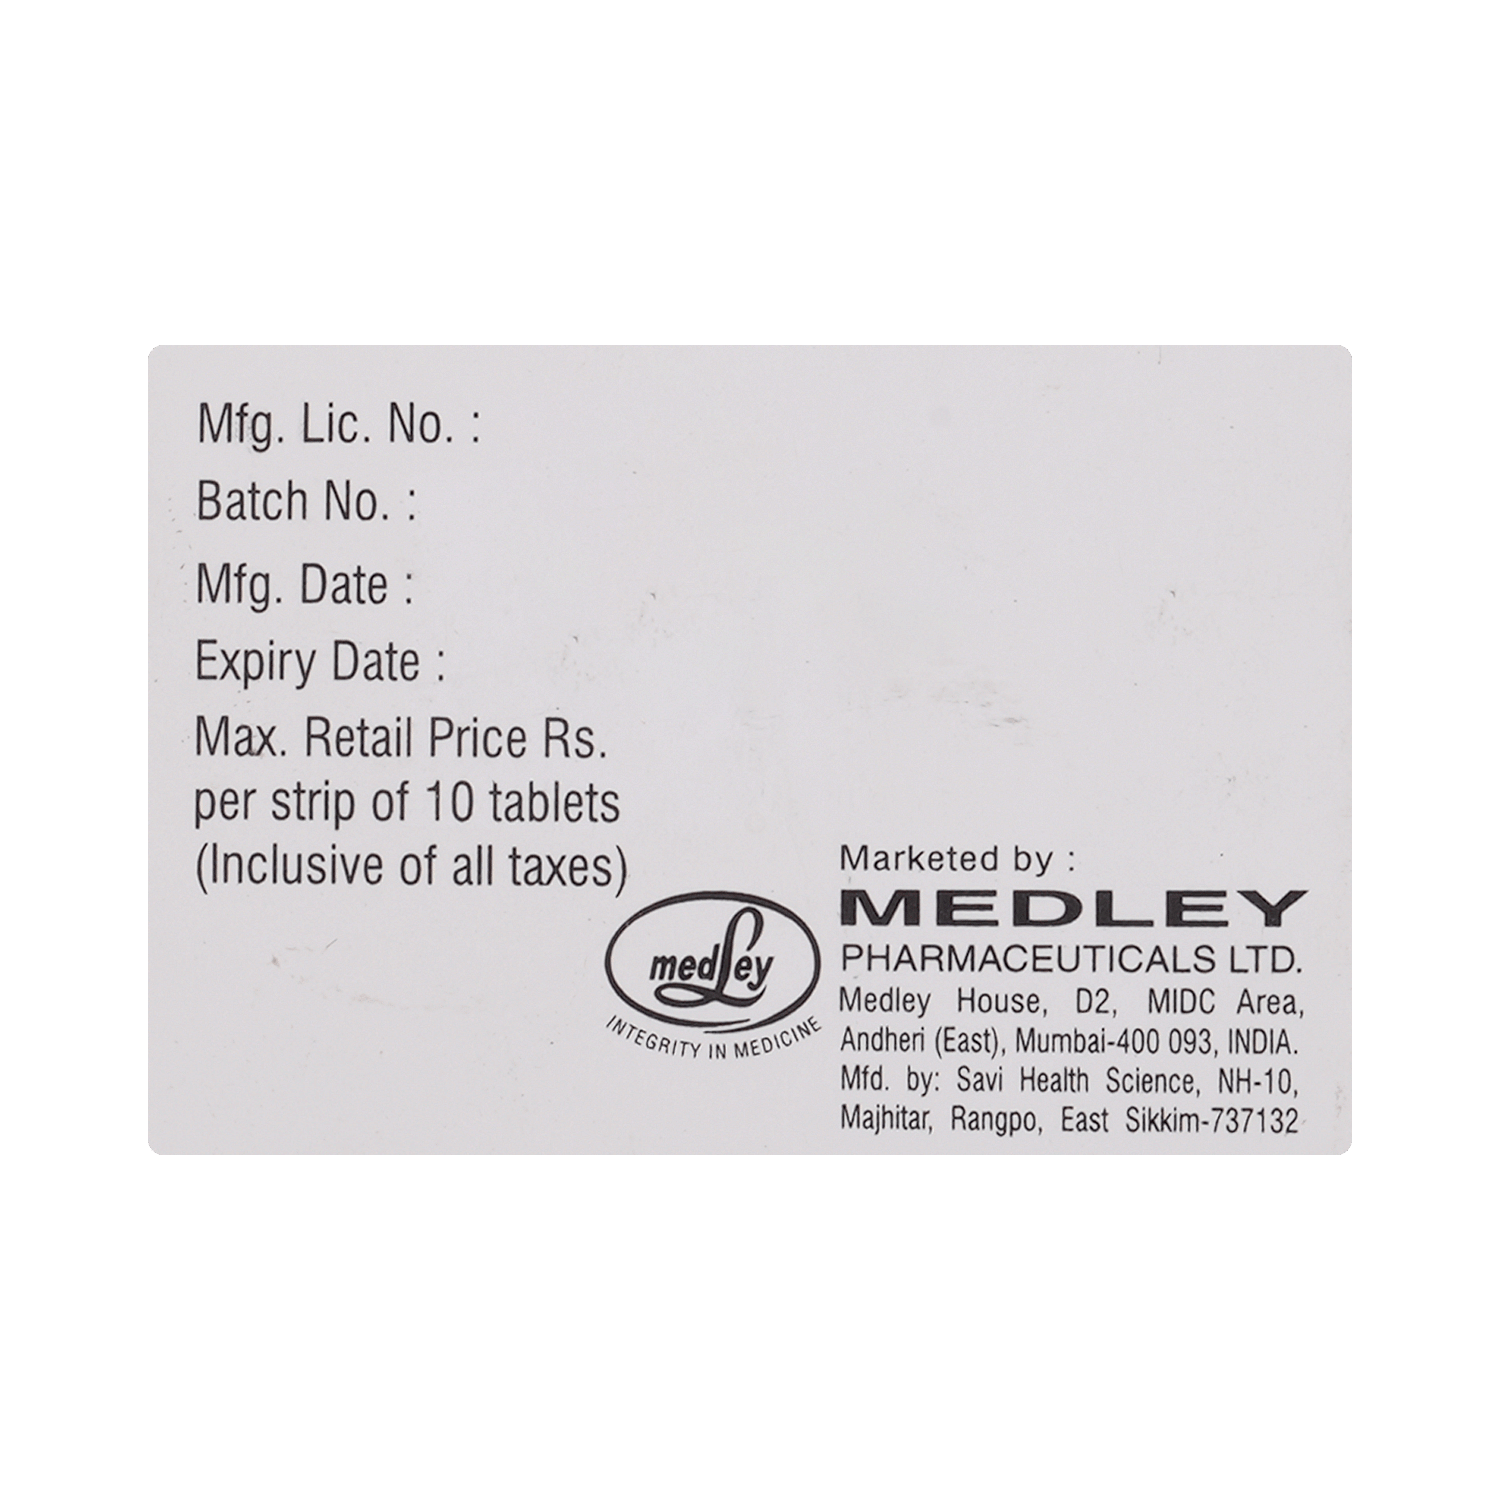 Mfg. Lic. No. :
Batch No. :
Mfg. Date :
Expiry Date :
Max. Retail Price Rs.
per strip of 10 tablets
(Inclusive of all taxes)
medley
INTEGRITY IN MEDICINE
Marketed by :
MEDLEY
PHARMACEUTICALS LTD.
Medley House, D2, MIDC Area,
Andheri (East), Mumbai-400 093, INDIA.
Mfd. by: Savi Health Science, NH-10,
Majhitar, Rangpo, East Sikkim-737132